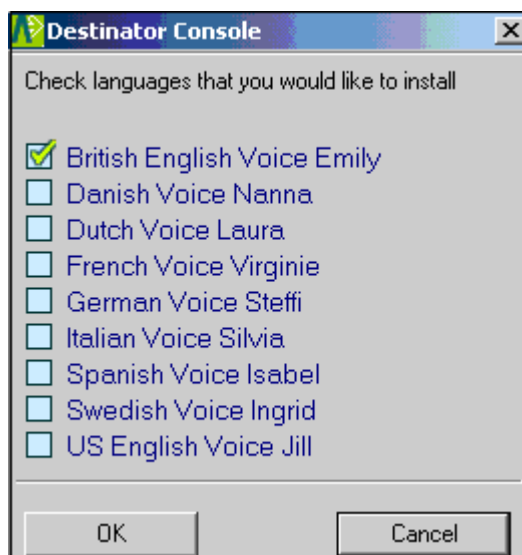 Destinator Console
Check languages that you would like to install
British English Voice Emily
Danish Voice Nanna
Dutch Voice Laura
French Voice Virginie
German Voice Steffi
Italian Voice Silvia
Spanish Voice Isabel
Swedish Voice Ingrid
US English Voice Jill
OK Cancel